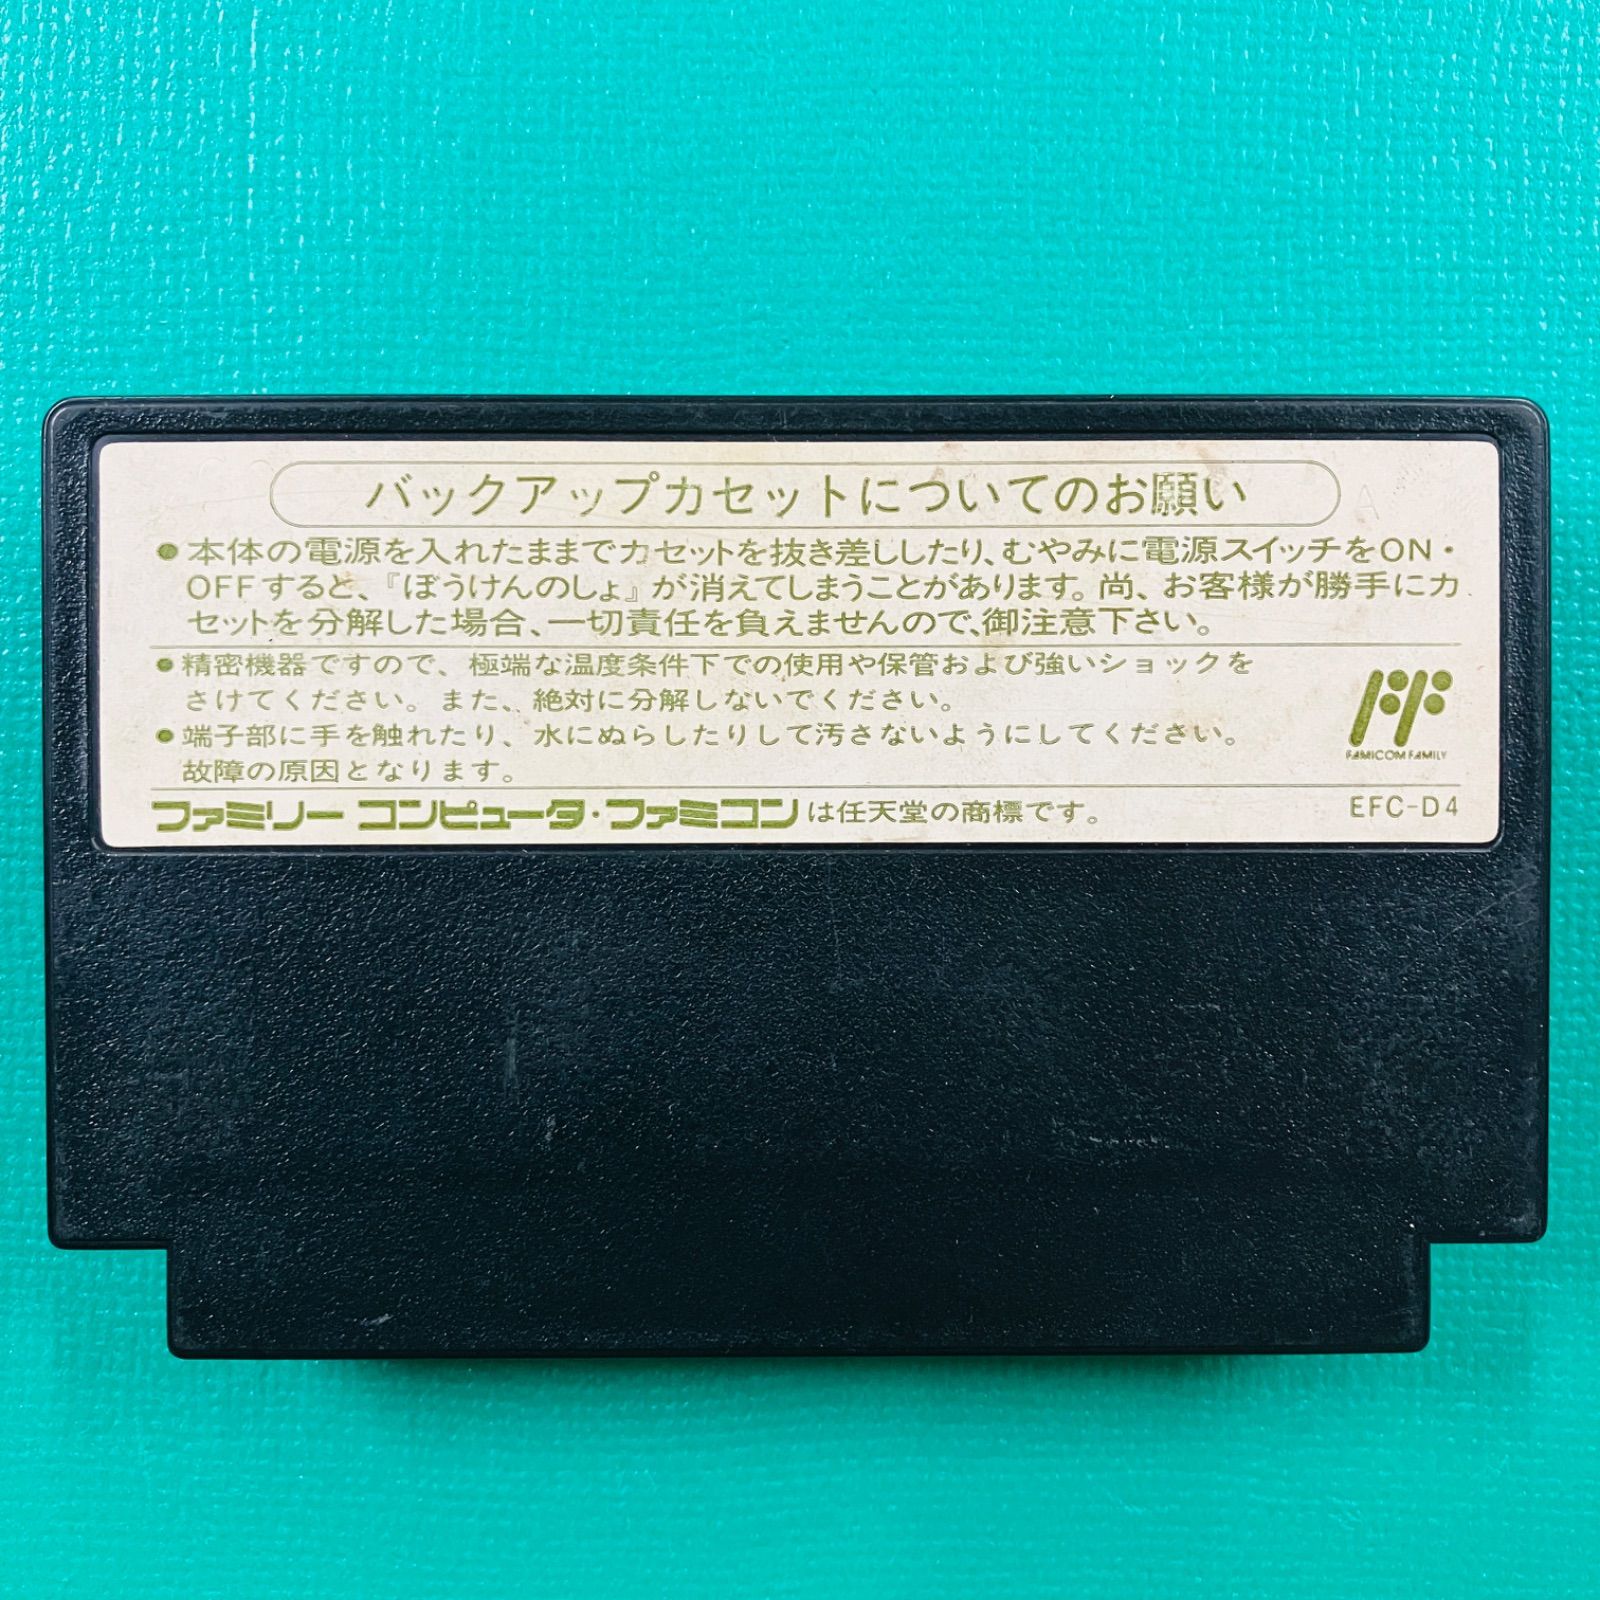 バックアップカセットについてのお願い
●本体の電源を入れたままでカセットを抜き差ししたり、むやみに電源スイッチをON・
OFFすると、『ぼうけんのしょ』が消えてしまうことがあります。尚、お客様が勝手にカ
セットを分解した場合、一切責任を負えませんので、御注意下さい。
●精密機器ですので、極端な温度条件下での使用や保管および強いショックを
さけてください。また、絶対に分解しないでください。
●端子部に手を触れたり、水にぬらしたりして汚さないようにしてください。
故障の原因となります。
FAMICOM FAMILY
ファミリー コンピュータ・ファミコンは任天堂の商標です。
EFC-D4